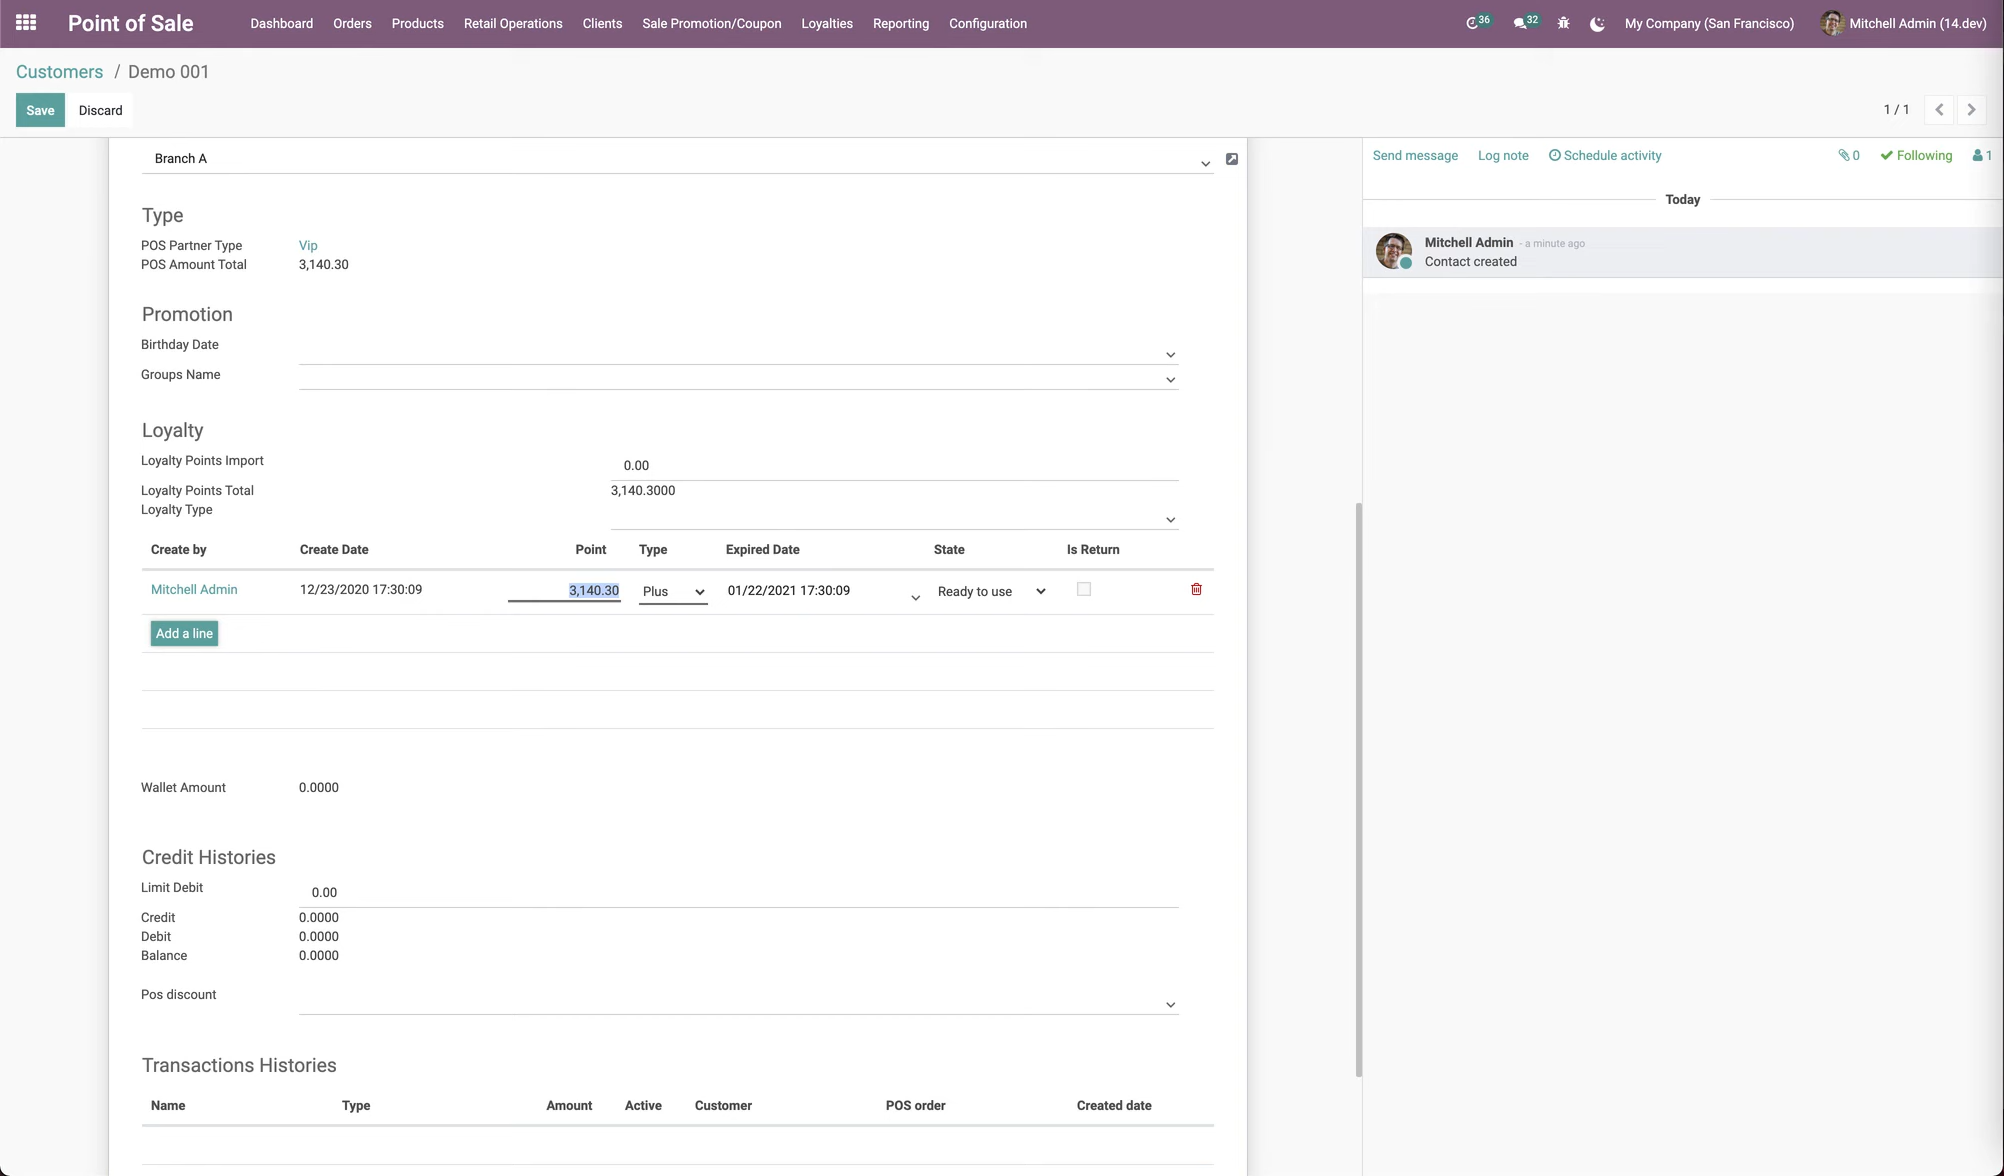 Point of Sale Dashboard Orders Products Retail Operations Clients Sale Promotion/Coupon Loyalties Reporting Configuration 36 32 My Company (San Francisco) Mitchell Admin (14.dev)
Customers / Demo 001
Save Discard 1 / 1
Branch A
Type
POS Partner Type Vip
POS Amount Total 3,140.30
Promotion
Birthday Date
Groups Name
Loyalty
Loyalty Points Import 0.00
Loyalty Points Total 3,140.3000
Loyalty Type
Create by Create Date Point Type Expired Date State Is Return
Mitchell Admin 12/23/2020 17:30:09 3,140.30 Plus 01/22/2021 17:30:09 Ready to use
Add a line
Wallet Amount 0.0000
Credit Histories
Limit Debit 0.00
Credit 0.0000
Debit 0.0000
Balance 0.0000
Pos discount
Transactions Histories
Name Type Amount Active Customer POS order Created date
Send message Log note Schedule activity 0 Following 1
Today
Mitchell Admin - a minute ago
Contact created